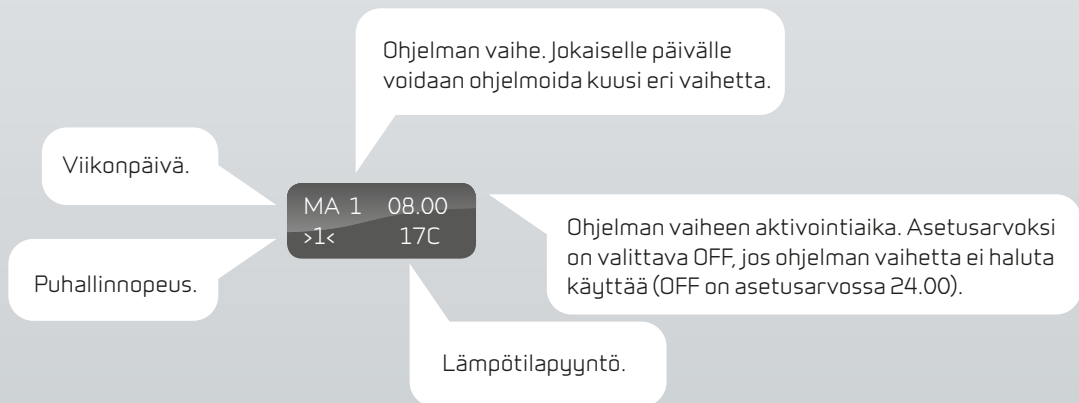 Ohjelman vaihe. Jokaiselle päivälle
voidaan ohjelmoida kuusi eri vaihetta.
Viikonpäivä.
MA 1 08.00
>1< 17C
Puhallinnopeus.
Ohjelman vaiheen aktivointiaika. Asetusarvoksi
on valittava OFF, jos ohjelman vaihetta ei haluta
käyttää (OFF on asetusarvossa 24.00).
Lämpötilapyyntö.